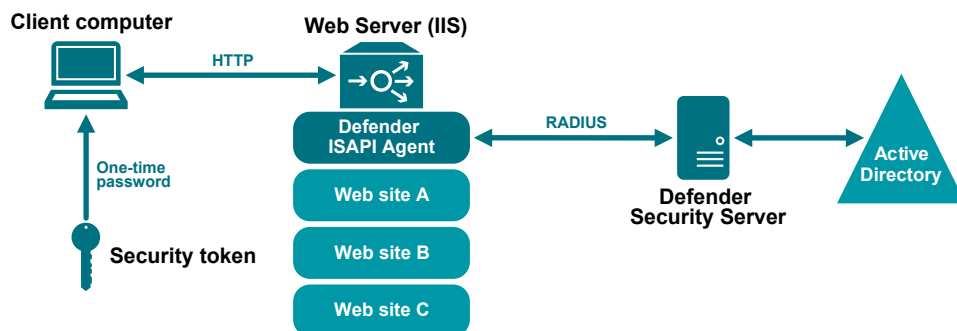 Client computer
Web Server (IIS)
HTTP
Defender
ISAPI Agent
RADIUS
Active
Directory
One-time
password
Web site A
Defender
Security Server
Security token
Web site B
Web site C